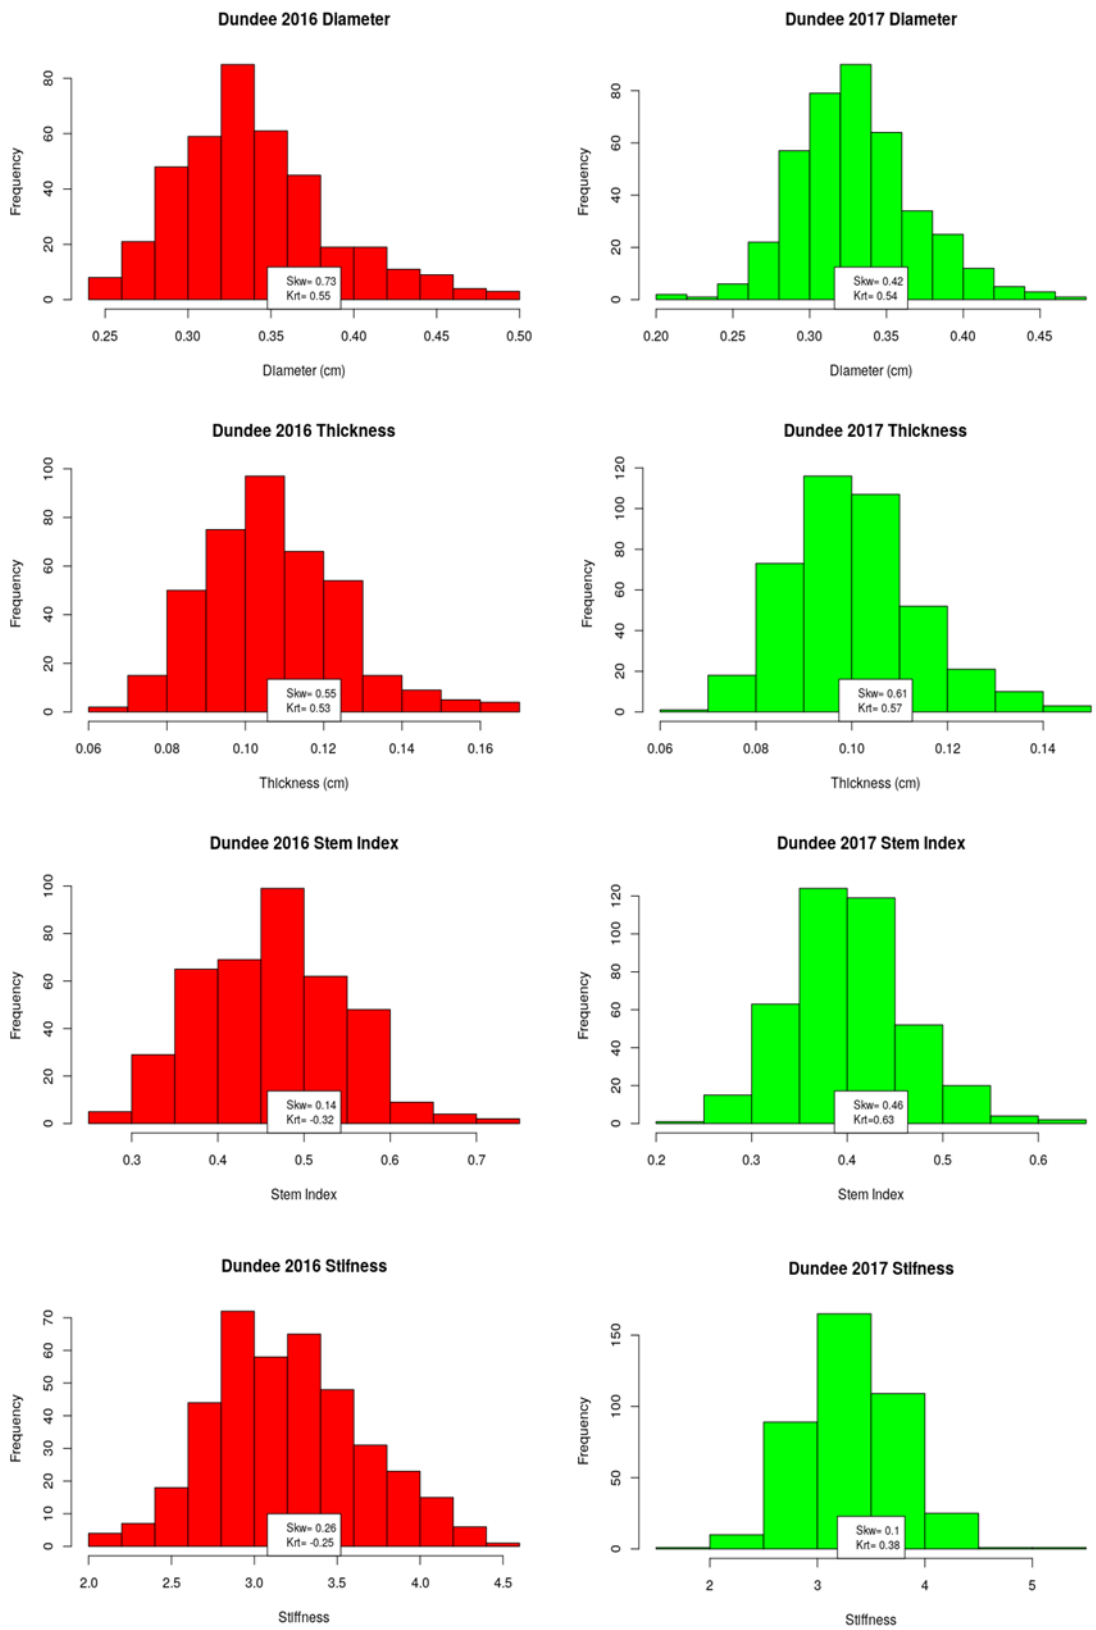 Dundee 2016 Diameter
Frequency
0 20 40 60 80
Skw= 0.73
Krt= 0.55
0.25 0.30 0.35 0.40 0.45 0.50
Diameter (cm)
Dundee 2017 Diameter
Frequency
0 20 40 60 80
Skw= 0.42
Krt= 0.54
0.20 0.25 0.30 0.35 0.40 0.45
Diameter (cm)
Dundee 2016 Thickness
Frequency
0 20 40 60 80 100
Skw= 0.55
Krt= 0.53
0.06 0.08 0.10 0.12 0.14 0.16
Thickness (cm)
Dundee 2017 Thickness
Frequency
0 20 40 60 80 100 120
Skw= 0.61
Krt= 0.57
0.06 0.08 0.10 0.12 0.14
Thickness (cm)
Dundee 2016 Stem Index
Frequency
0 20 40 60 80 100
Skw= 0.14
Krt= -0.32
0.3 0.4 0.5 0.6 0.7
Stem Index
Dundee 2017 Stem Index
Frequency
0 20 40 60 80 100 120
Skw= 0.46
Krt=0.63
0.2 0.3 0.4 0.5 0.6
Stem Index
Dundee 2016 Stifness
Frequency
0 10 20 30 40 50 60 70
Skw= 0.26
Krt= -0.25
2.0 2.5 3.0 3.5 4.0 4.5
Stiffness
Dundee 2017 Stifness
Frequency
0 50 100 150
Skw= 0.1
Krt= 0.38
2 3 4 5
Stiffness